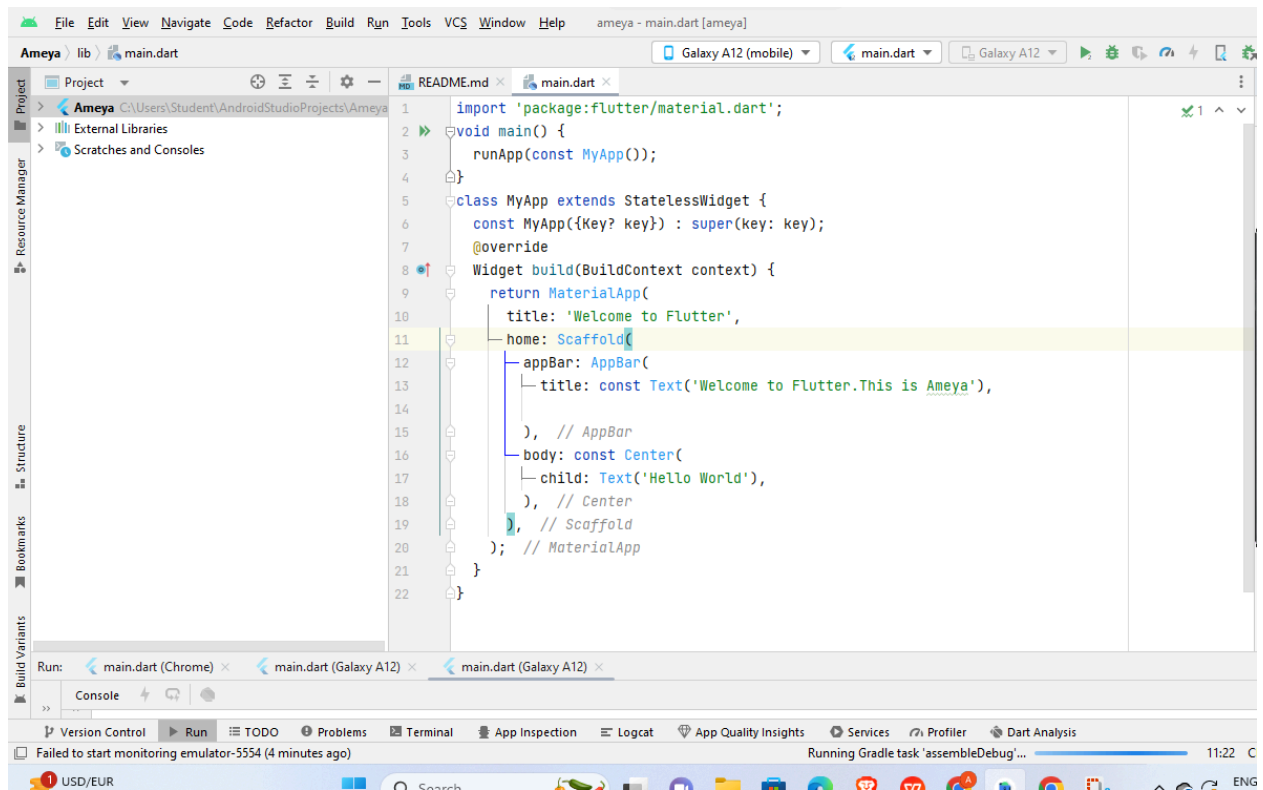 File Edit View Navigate Code Refactor Build Run Tools VCS Window Help ameya - main.dart [ameya]
Ameya lib main.dart Galaxy A12 (mobile) main.dart Galaxy A12
Project README.md main.dart
Ameya C:\Users\Student\AndroidStudioProjects\Ameya
External Libraries
Scratches and Consoles
Project
Resource Manager
Structure
Bookmarks
Build Variants
1 import 'package:flutter/material.dart';
2 void main() {
3 runApp(const MyApp());
4 }
5 class MyApp extends StatelessWidget {
6 const MyApp({Key? key}) : super(key: key);
7 @override
8 Widget build(BuildContext context) {
9 return MaterialApp(
10 title: 'Welcome to Flutter',
11 home: Scaffold(
12 appBar: AppBar(
13 title: const Text('Welcome to Flutter.This is Ameya'),
14
15 ), // AppBar
16 body: const Center(
17 child: Text('Hello World'),
18 ), // Center
19 ), // Scaffold
20 ); // MaterialApp
21 }
22 }
1
Run: main.dart (Chrome) main.dart (Galaxy A12) main.dart (Galaxy A12)
Console
Version Control Run TODO Problems Terminal App Inspection Logcat App Quality Insights Services Profiler Dart Analysis
Failed to start monitoring emulator-5554 (4 minutes ago) Running Gradle task 'assembleDebug'... 11:22
1 USD/EUR Search ENG